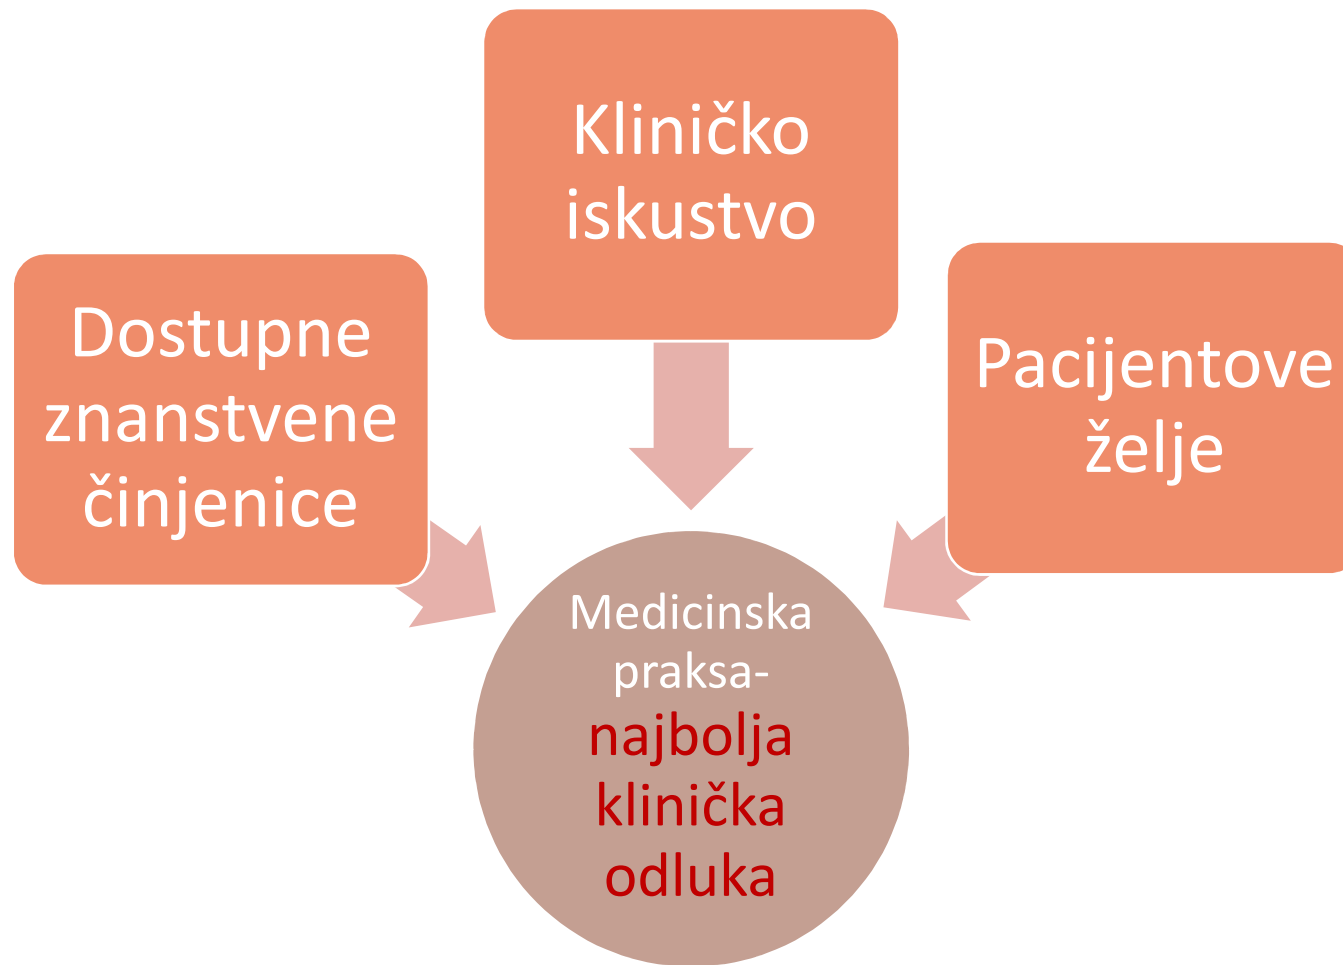 Kliničko
iskustvo
Dostupne
znanstvene
činjenice
Pacijentove
želje
Medicinska
praksa-
najbolja
klinička
odluka